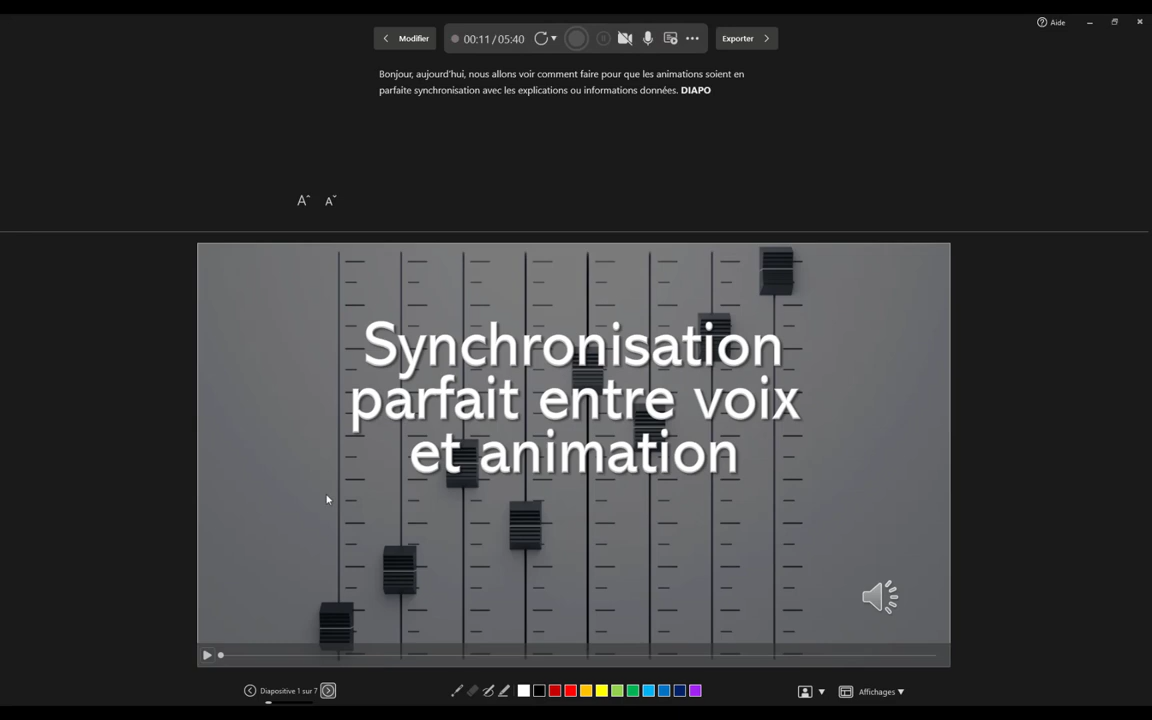 Aide
Modifier
00:11 / 05:40
Exporter
Bonjour, aujourd'hui, nous allons voir comment faire pour que les animations soient en
parfaite synchronisation avec les explications ou informations données. DIAPO
A A
Synchronisation
parfait entre voix
et animation
Diapositive 1 sur 7
Affichages